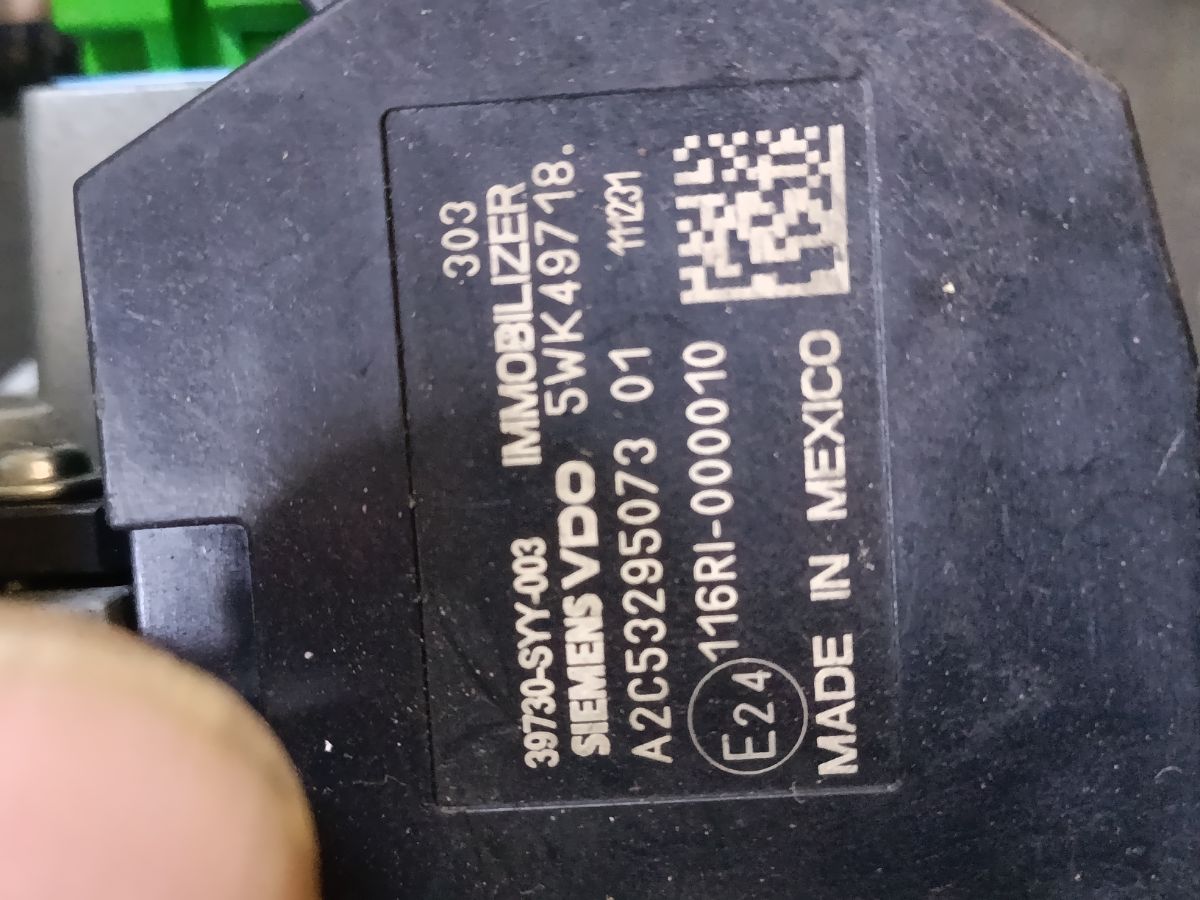 303
39730-SYY-003 IMMOBILIZER
SIEMENS VDO 5WK49718.
A2C53295073 01 111231
E24 116RI-000010
MADE IN MEXICO